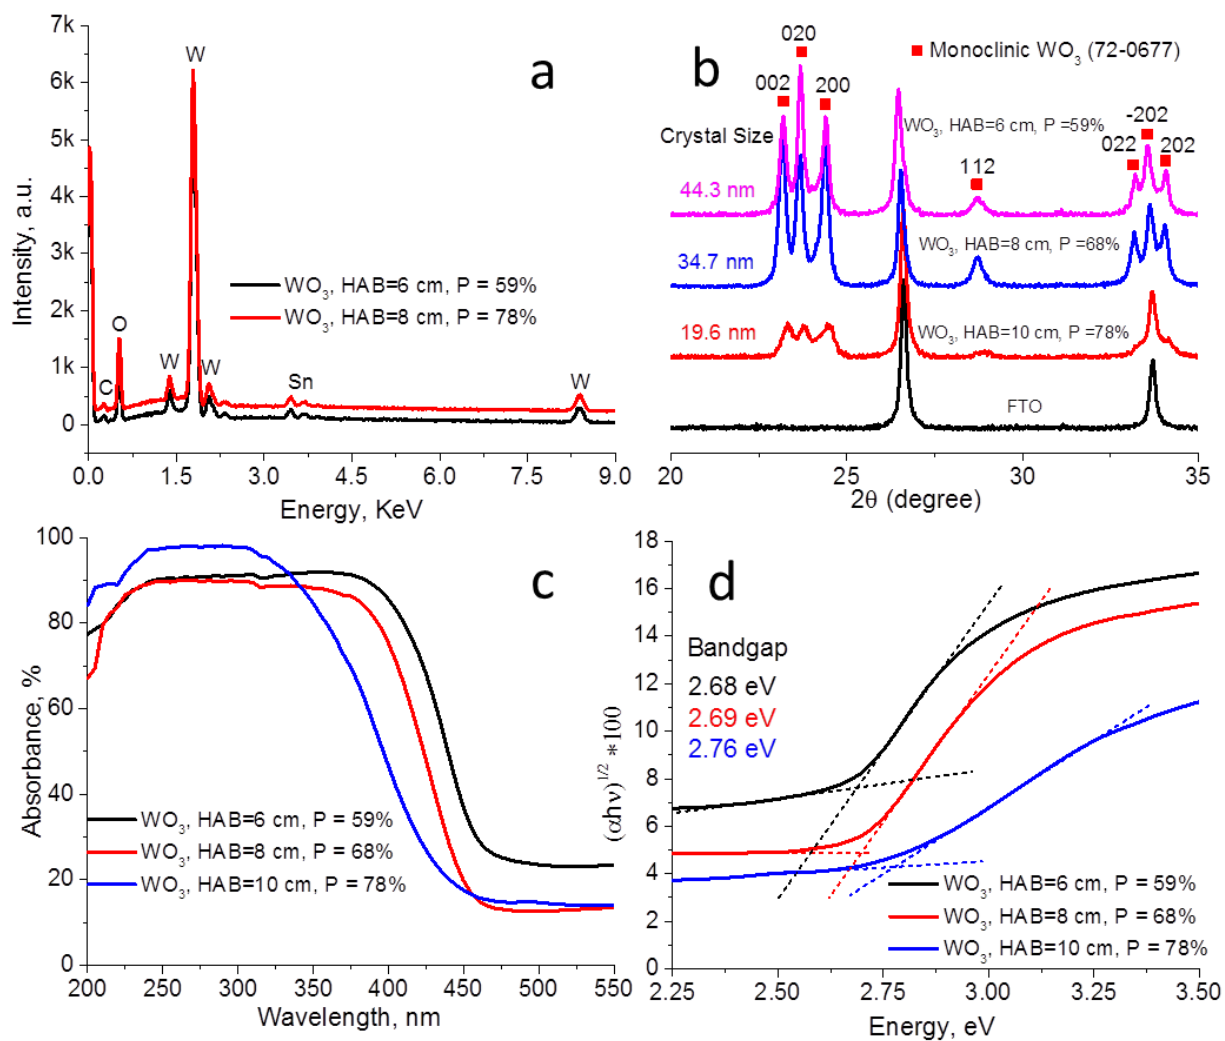 a
7k
6k
5k
4k
3k
2k
1k
0
Intensity, a.u.
W
O
C
W
W
Sn
W
WO₃, HAB=6 cm, P = 59%
WO₃, HAB=8 cm, P = 78%
0.0 1.5 3.0 4.5 6.0 7.5 9.0
Energy, KeV
b
Monoclinic WO₃ (72-0677)
020
002
200
112
-202
022
202
Crystal Size
44.3 nm
34.7 nm
19.6 nm
WO₃, HAB=6 cm, P =59%
WO₃, HAB=8 cm, P =68%
WO₃, HAB=10 cm, P =78%
FTO
20 25 30 35
2θ (degree)
c
100
80
60
40
20
0
Absorbance, %
WO₃, HAB=6 cm, P = 59%
WO₃, HAB=8 cm, P = 68%
WO₃, HAB=10 cm, P = 78%
200 250 300 350 400 450 500 550
Wavelength, nm
d
18
16
14
12
10
8
6
4
2
0
(αhν)^1/2 *100
Bandgap
2.68 eV
2.69 eV
2.76 eV
WO₃, HAB=6 cm, P = 59%
WO₃, HAB=8 cm, P = 68%
WO₃, HAB=10 cm, P = 78%
2.25 2.50 2.75 3.00 3.25 3.50
Energy, eV